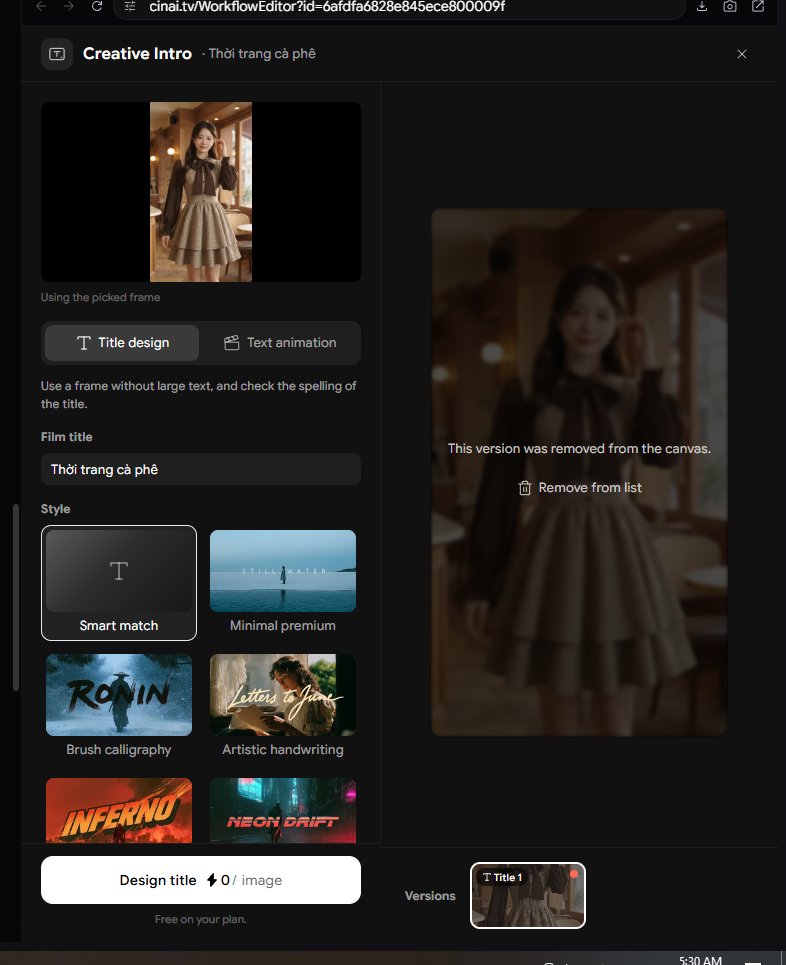 cinai.tv/WorkflowEditor?id=6afdfa6828e845ece800009f
Creative Intro · Thời trang cà phê
Using the picked frame
Title design
Text animation
Use a frame without large text, and check the spelling of
the title.
Film title
Thời trang cà phê
Style
T
STILL WATER
Smart match
Minimal premium
RONIN
Letters to June
Brush calligraphy
Artistic handwriting
INFERNO
NEON DRIFT
Design title 0 / image
Free on your plan.
This version was removed from the canvas.
Remove from list
Versions
T Title 1
5:30 AM